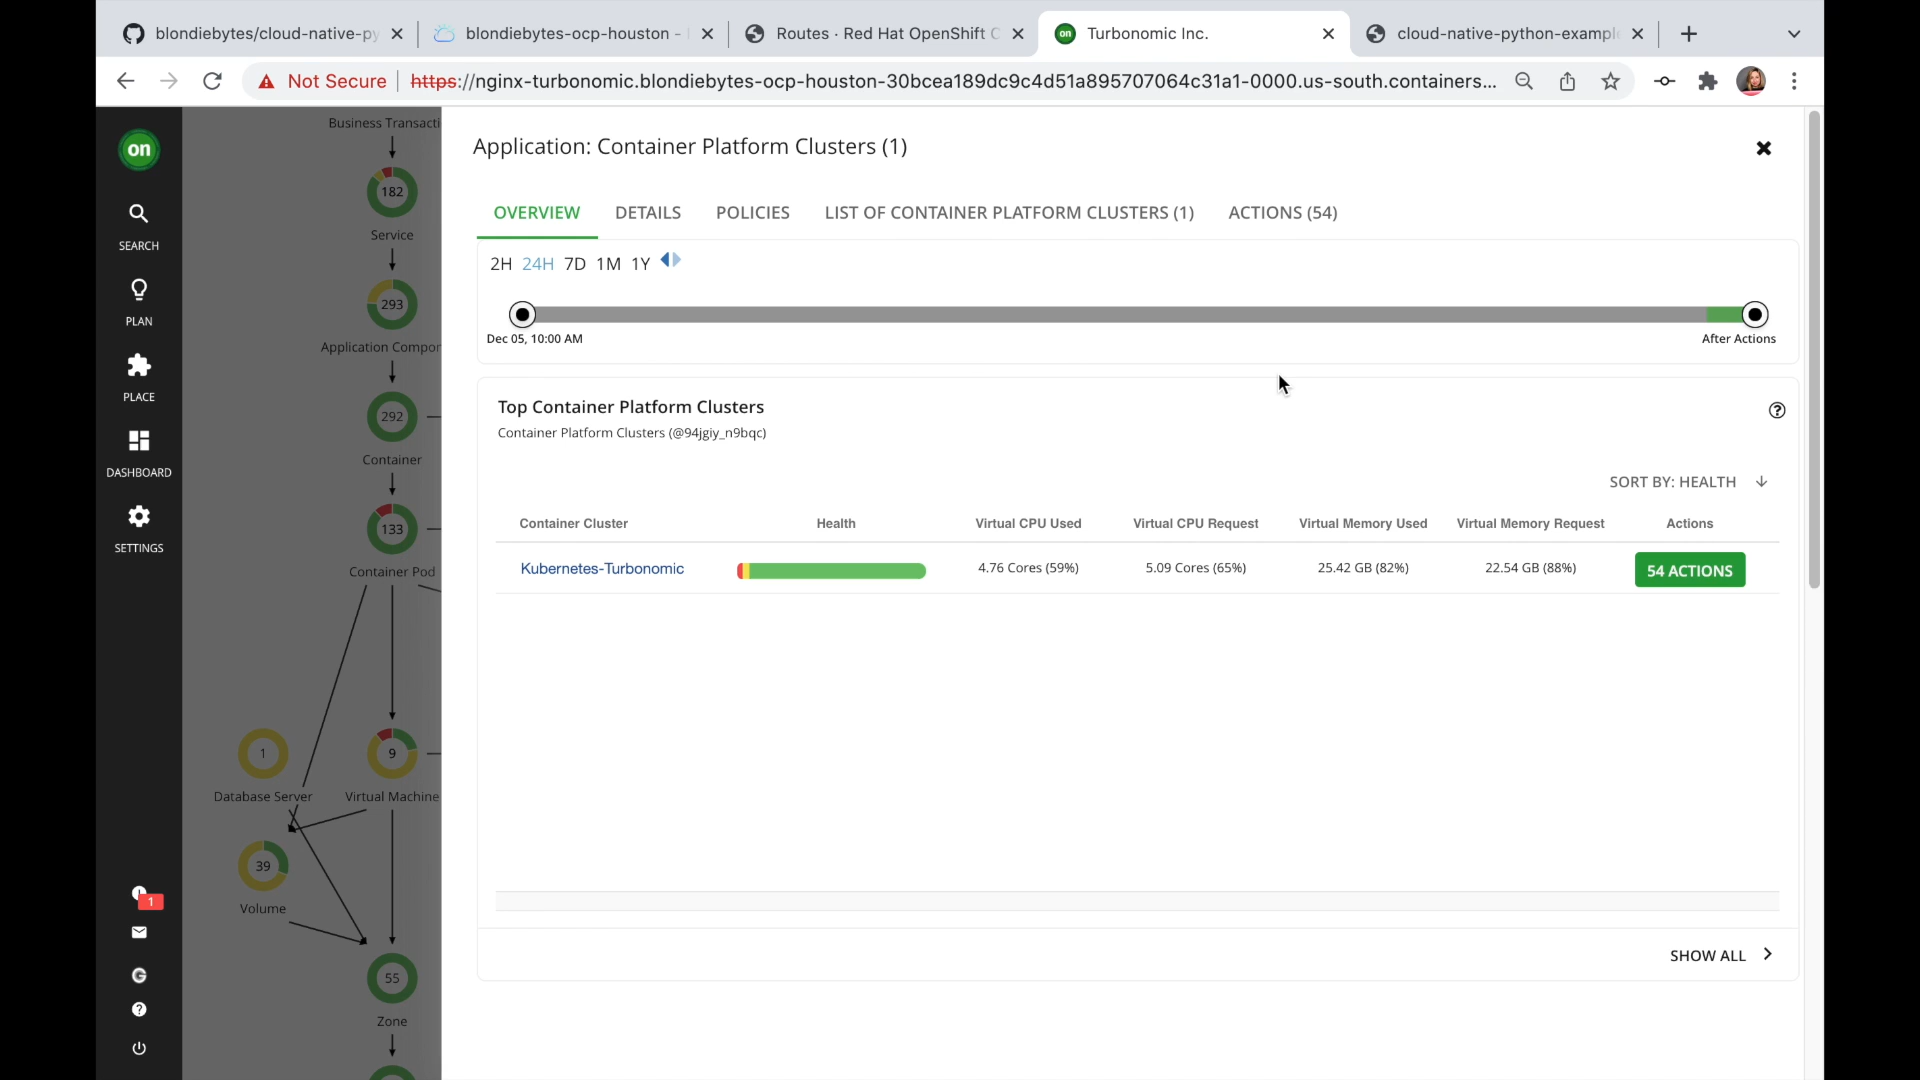 blondiebytes/cloud-native-py
blondiebytes-ocp-houston -
Routes · Red Hat OpenShift C
on
Turbonomic Inc.
cloud-native-python-example
Not Secure
https://nginx-turbonomic.blondiebytes-ocp-houston-30bcea189dc9c4d51a895707064c31a1-0000.us-south.containers...
on
SEARCH
PLAN
PLACE
DASHBOARD
SETTINGS
1
G
?
Business Transacti
182
Service
293
Application Compon
292
Container
133
Container Pod
1
Database Server
9
Virtual Machine
39
Volume
55
Zone
Application: Container Platform Clusters (1)
OVERVIEW
DETAILS
POLICIES
LIST OF CONTAINER PLATFORM CLUSTERS (1)
ACTIONS (54)
2H 24H 7D 1M 1Y
Dec 05, 10:00 AM
After Actions
Top Container Platform Clusters
Container Platform Clusters (@94jgiy_n9bqc)
?
SORT BY: HEALTH
Container Cluster
Health
Virtual CPU Used
Virtual CPU Request
Virtual Memory Used
Virtual Memory Request
Actions
Kubernetes-Turbonomic
4.76 Cores (59%)
5.09 Cores (65%)
25.42 GB (82%)
22.54 GB (88%)
54 ACTIONS
SHOW ALL